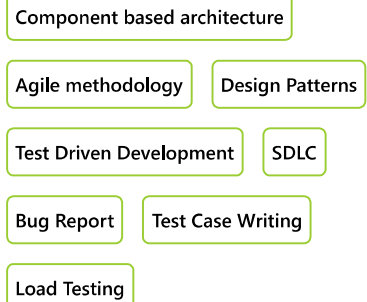 Component based architecture
Agile methodology Design Patterns
Test Driven Development SDLC
Bug Report Test Case Writing
Load Testing